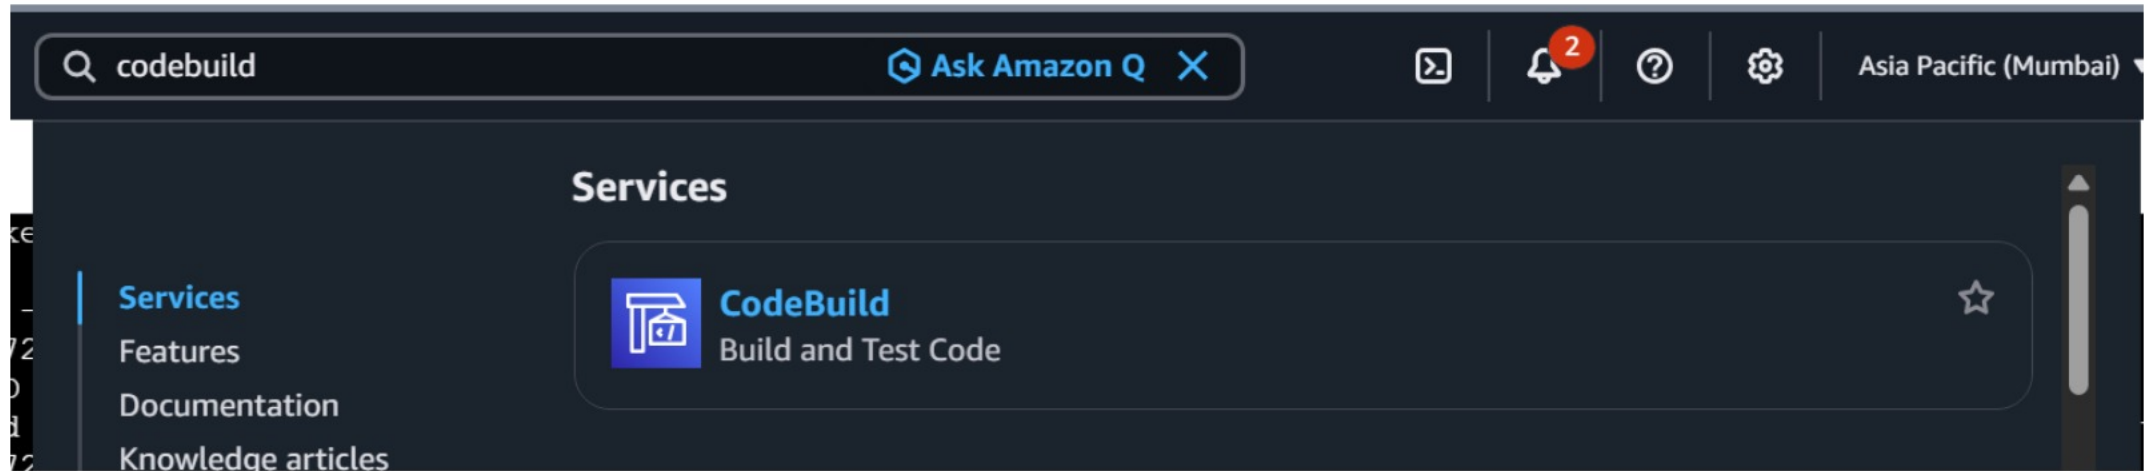 codebuild
Ask Amazon Q
2
Asia Pacific (Mumbai)
Services
Services
Features
Documentation
Knowledge articles
CodeBuild
Build and Test Code